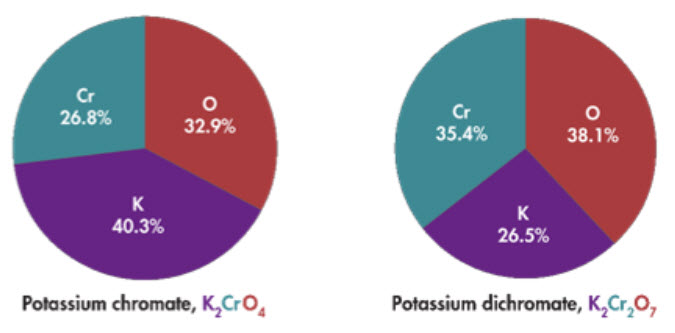 Cr
26.8%
O
32.9%
K
40.3%
Potassium chromate, K₂CrO₄
Cr
35.4%
O
38.1%
K
26.5%
Potassium dichromate, K₂Cr₂O₇